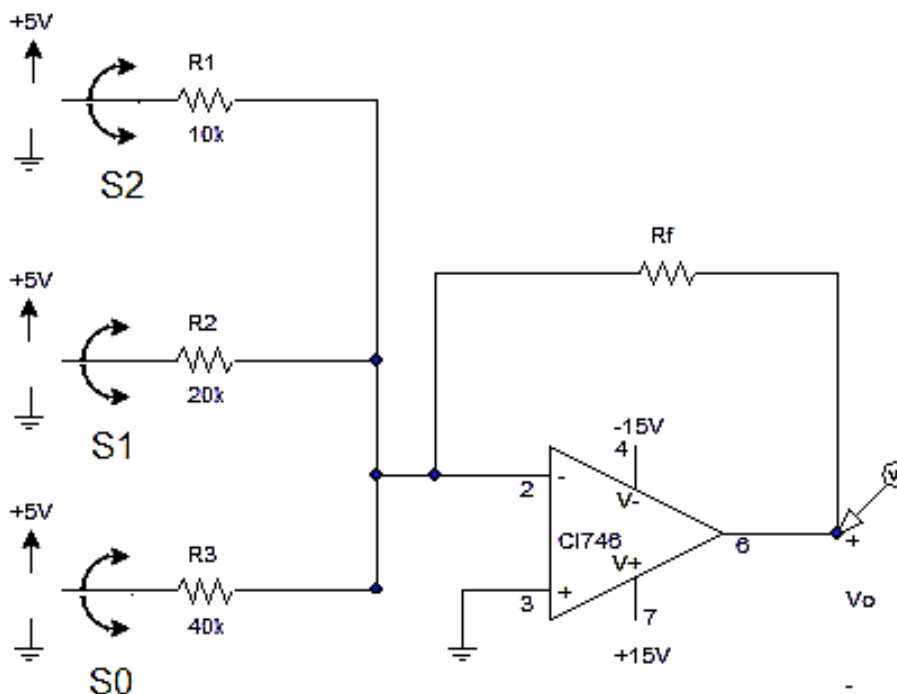 +5V
R1
10k
S2
+5V
R2
20k
S1
+5V
R3
40k
S0
Rf
-15V
4
2
-
V-
CI746
V+
6
3
+
7
+15V
V
+
Vo
-